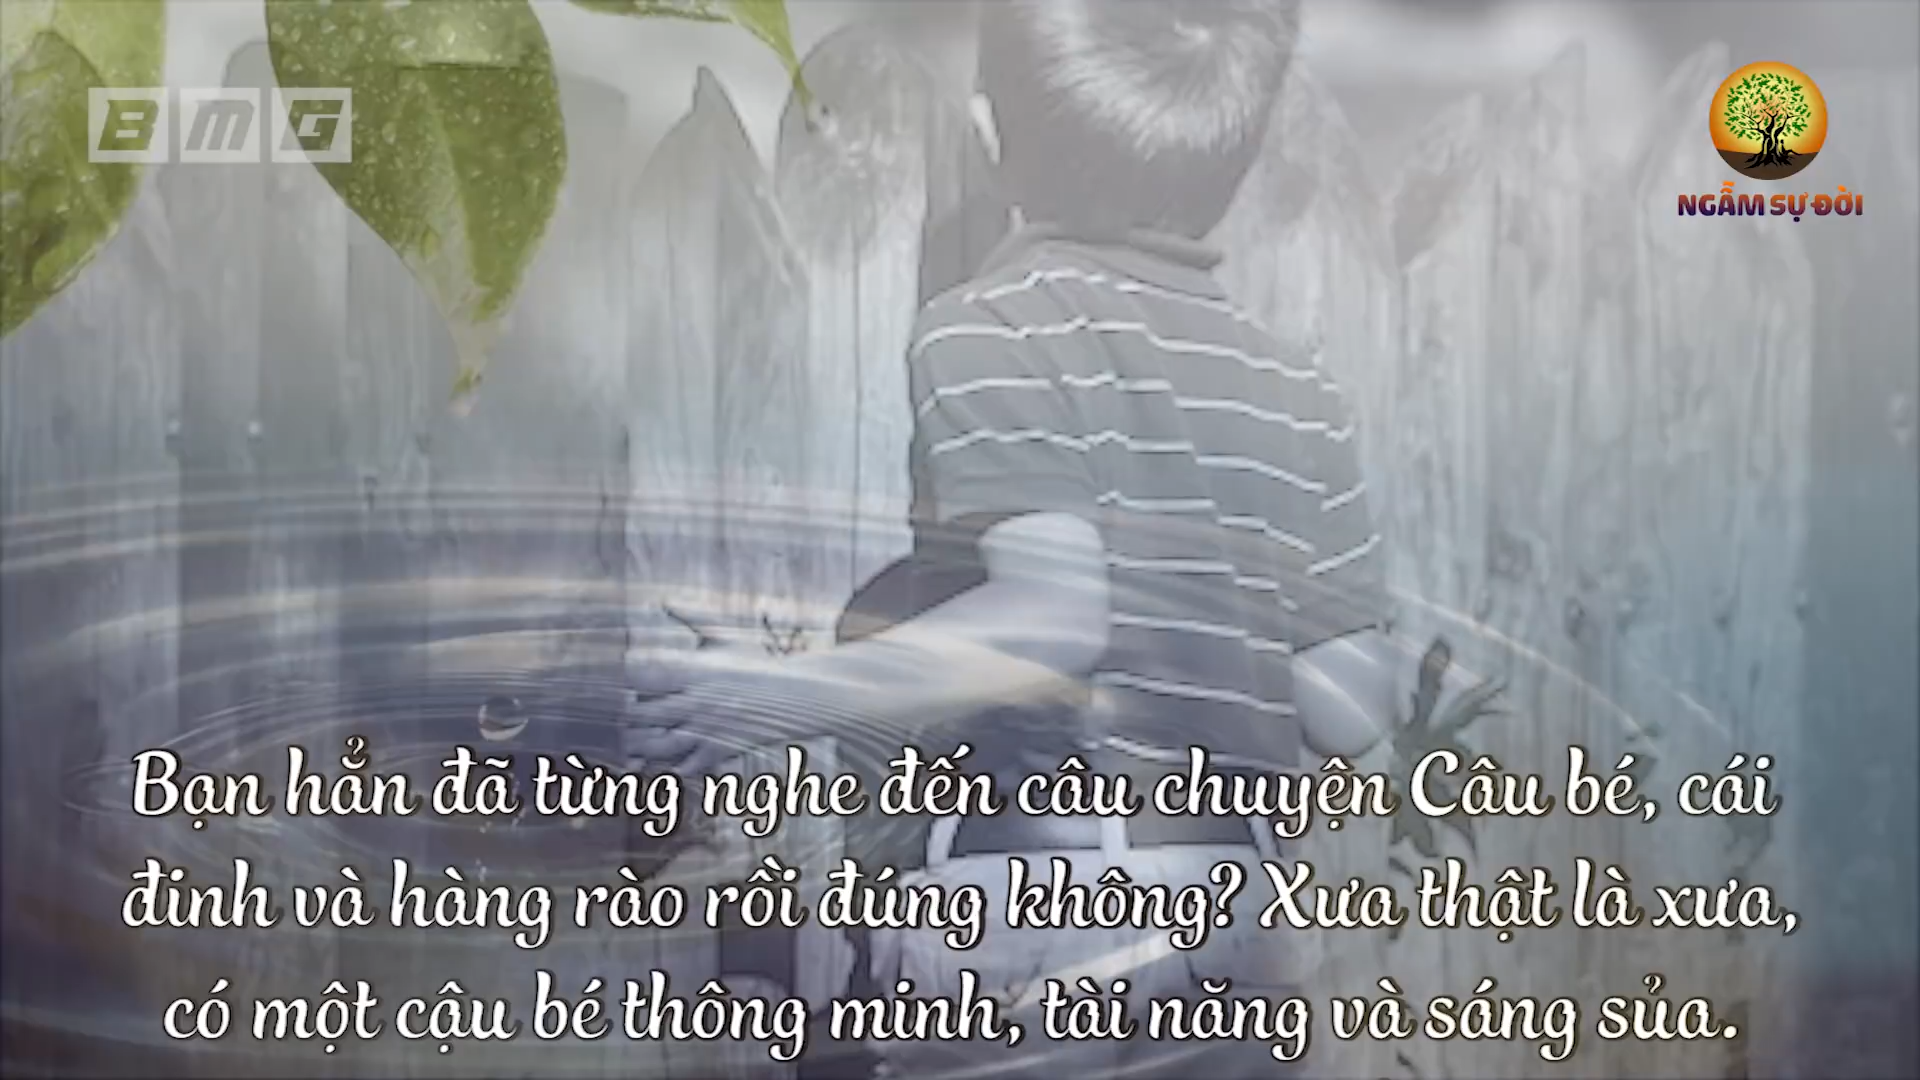 BMG
NGẪM SỰ ĐỜI
Bạn hẳn đã từng nghe đến câu chuyện Câu bé, cái
đinh và hàng rào rồi đúng không? Xưa thật là xưa,
có một cậu bé thông minh, tài năng và sáng sủa.